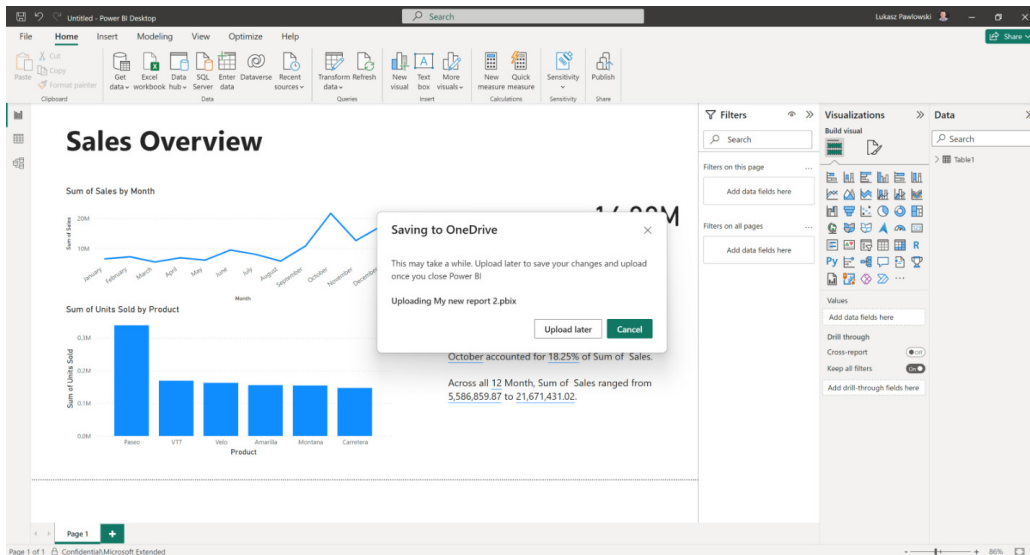 Untitled - Power BI Desktop
Search
Lukasz Pawlowski
File Home Insert Modeling View Optimize Help
Share
Paste
Cut
Copy
Format painter
Clipboard
Get data
Excel workbook
Data hub
SQL Server
Enter data
Dataverse
Recent sources
Data
Transform data
Refresh
Queries
New visual
Text box
More visuals
Insert
New measure
Quick measure
Calculations
Sensitivity
Sensitivity
Publish
Share
Sales Overview
Sum of Sales by Month
Sum of Sales
20M
10M
January February March April May June July August September October November December
Month
Sum of Units Sold by Product
Sum of Units Sold
0.3M
0.2M
0.1M
0.0M
Paseo VTT Velo Amarilla Montana Carretera
Product
Saving to OneDrive
This may take a while. Upload later to save your changes and upload
once you close Power BI
Uploading My new report 2.pbix
Upload later Cancel
October accounted for 18.25% of Sum of Sales.
Across all 12 Month, Sum of Sales ranged from
5,586,859.87 to 21,671,431.02.
Filters
Search
Filters on this page
Add data fields here
Filters on all pages
Add data fields here
Visualizations
Build visual
R
Py
Values
Add data fields here
Drill through
Cross-report Off
Keep all filters On
Add drill-through fields here
Data
Search
Table1
Page 1
Page 1 of 1 Confidential\Microsoft Extended
86%